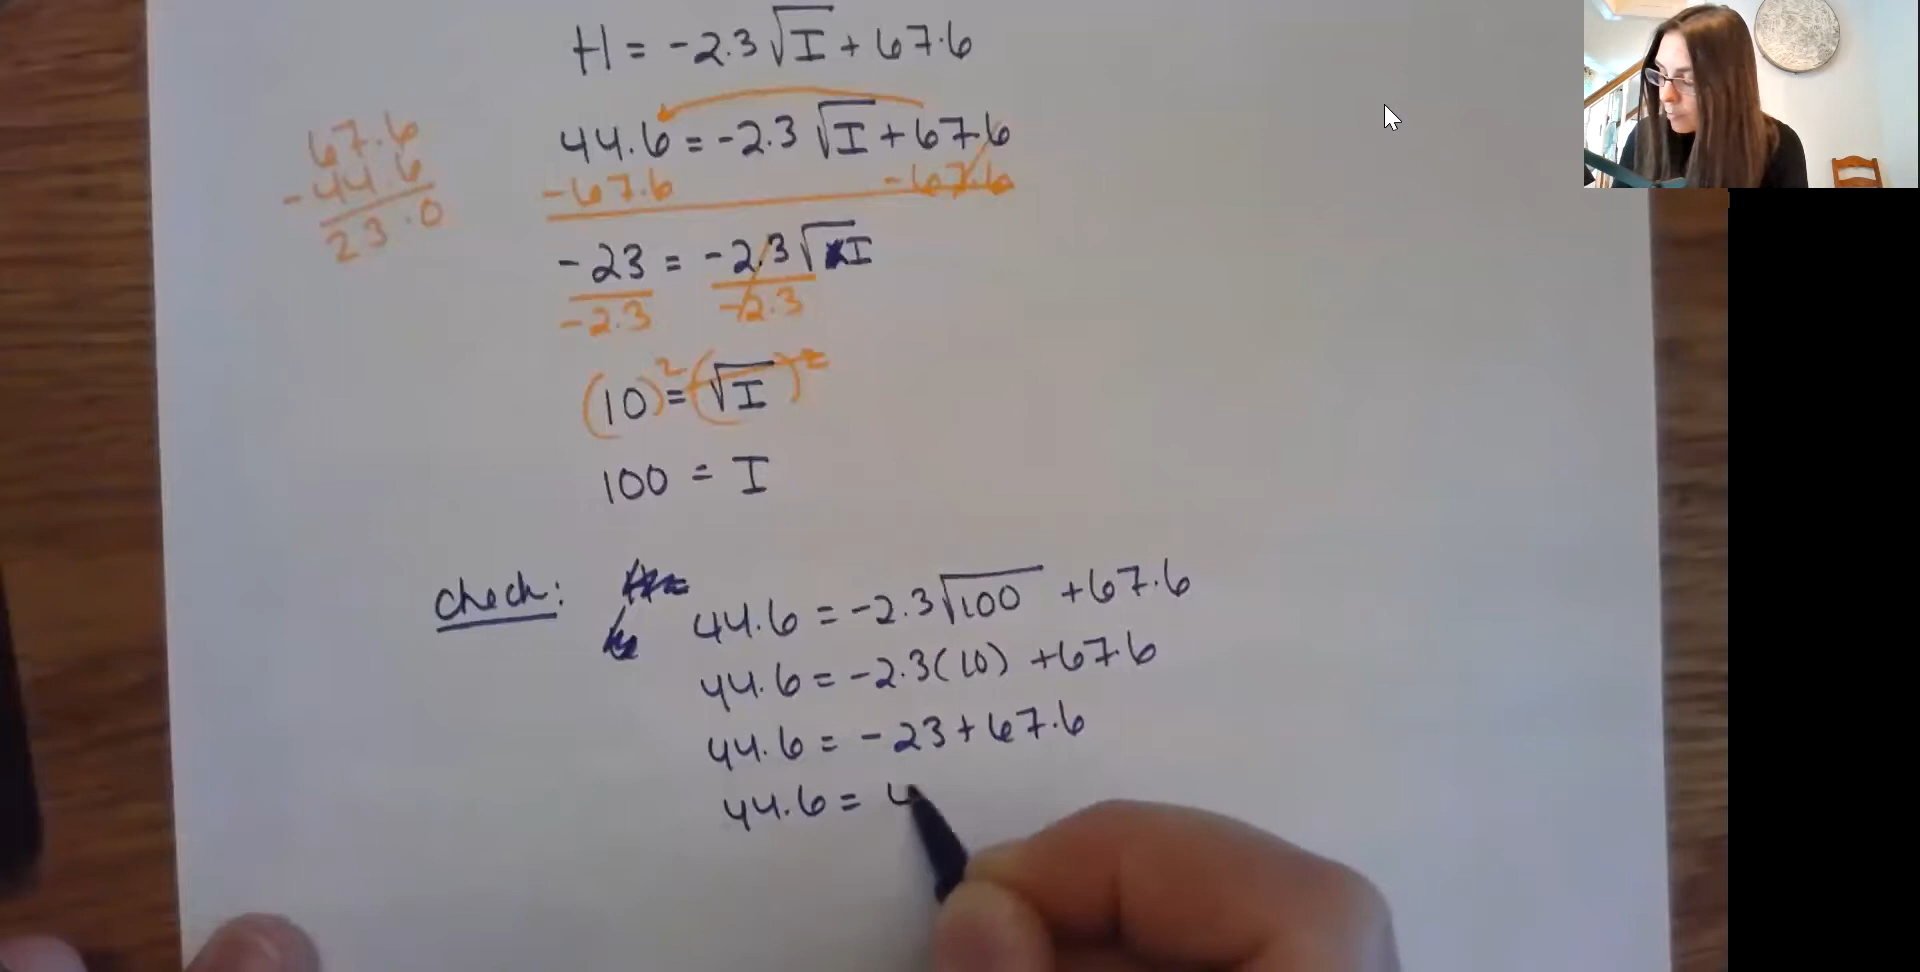 H = -2.3√I + 67.6
44.6 = -2.3√I + 67.6
-67.6 -67.6
67.6
- 44.6
23.0
-23 = -2.3√I
-2.3 -2.3
(10)² = (√I)²
100 = I
check:
44.6 = -2.3√100 + 67.6
44.6 = -2.3(10) + 67.6
44.6 = -23 + 67.6
44.6 = 4